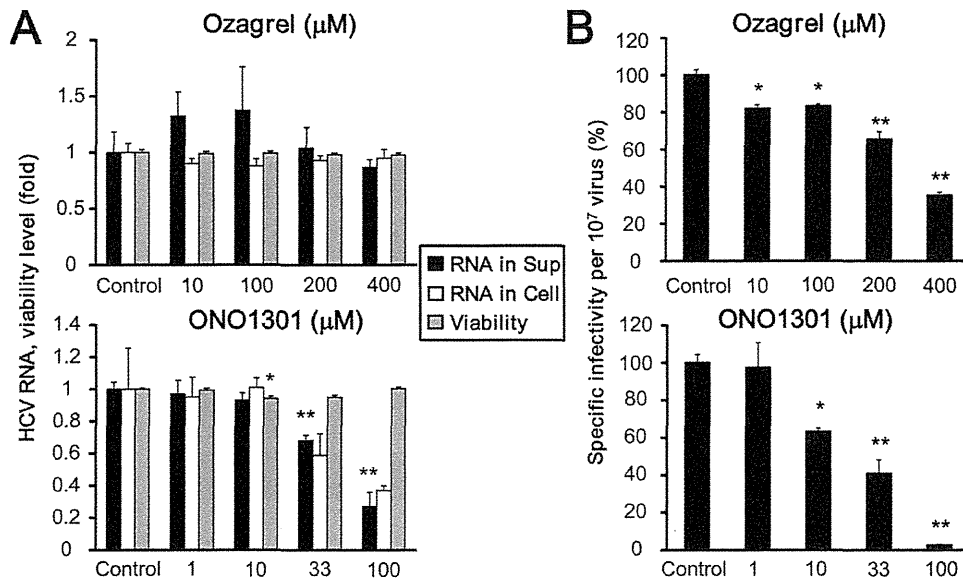 A
Ozagrel (μM)
HCV RNA, viability level (fold)
2
1.5
1
0.5
0
Control 10 100 200 400
RNA in Sup
RNA in Cell
Viability
ONO1301 (μM)
1.4
1.2
1
0.8
0.6
0.4
0.2
0
*
**
**
Control 1 10 33 100
B
Ozagrel (μM)
Specific infectivity per 10⁷ virus (%)
120
100
80
60
40
20
0
*
*
**
**
Control 10 100 200 400
ONO1301 (μM)
120
100
80
60
40
20
0
*
**
**
Control 1 10 33 100